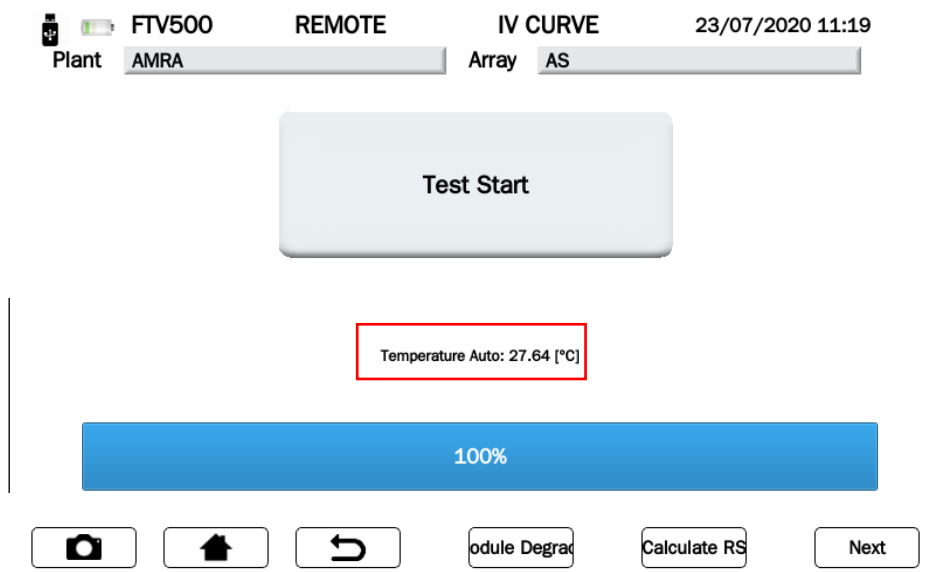 FTV500 REMOTE IV CURVE 23/07/2020 11:19
Plant AMRA Array AS
Test Start
Temperature Auto: 27.64 [°C]
100%
odule Degrad Calculate RS Next